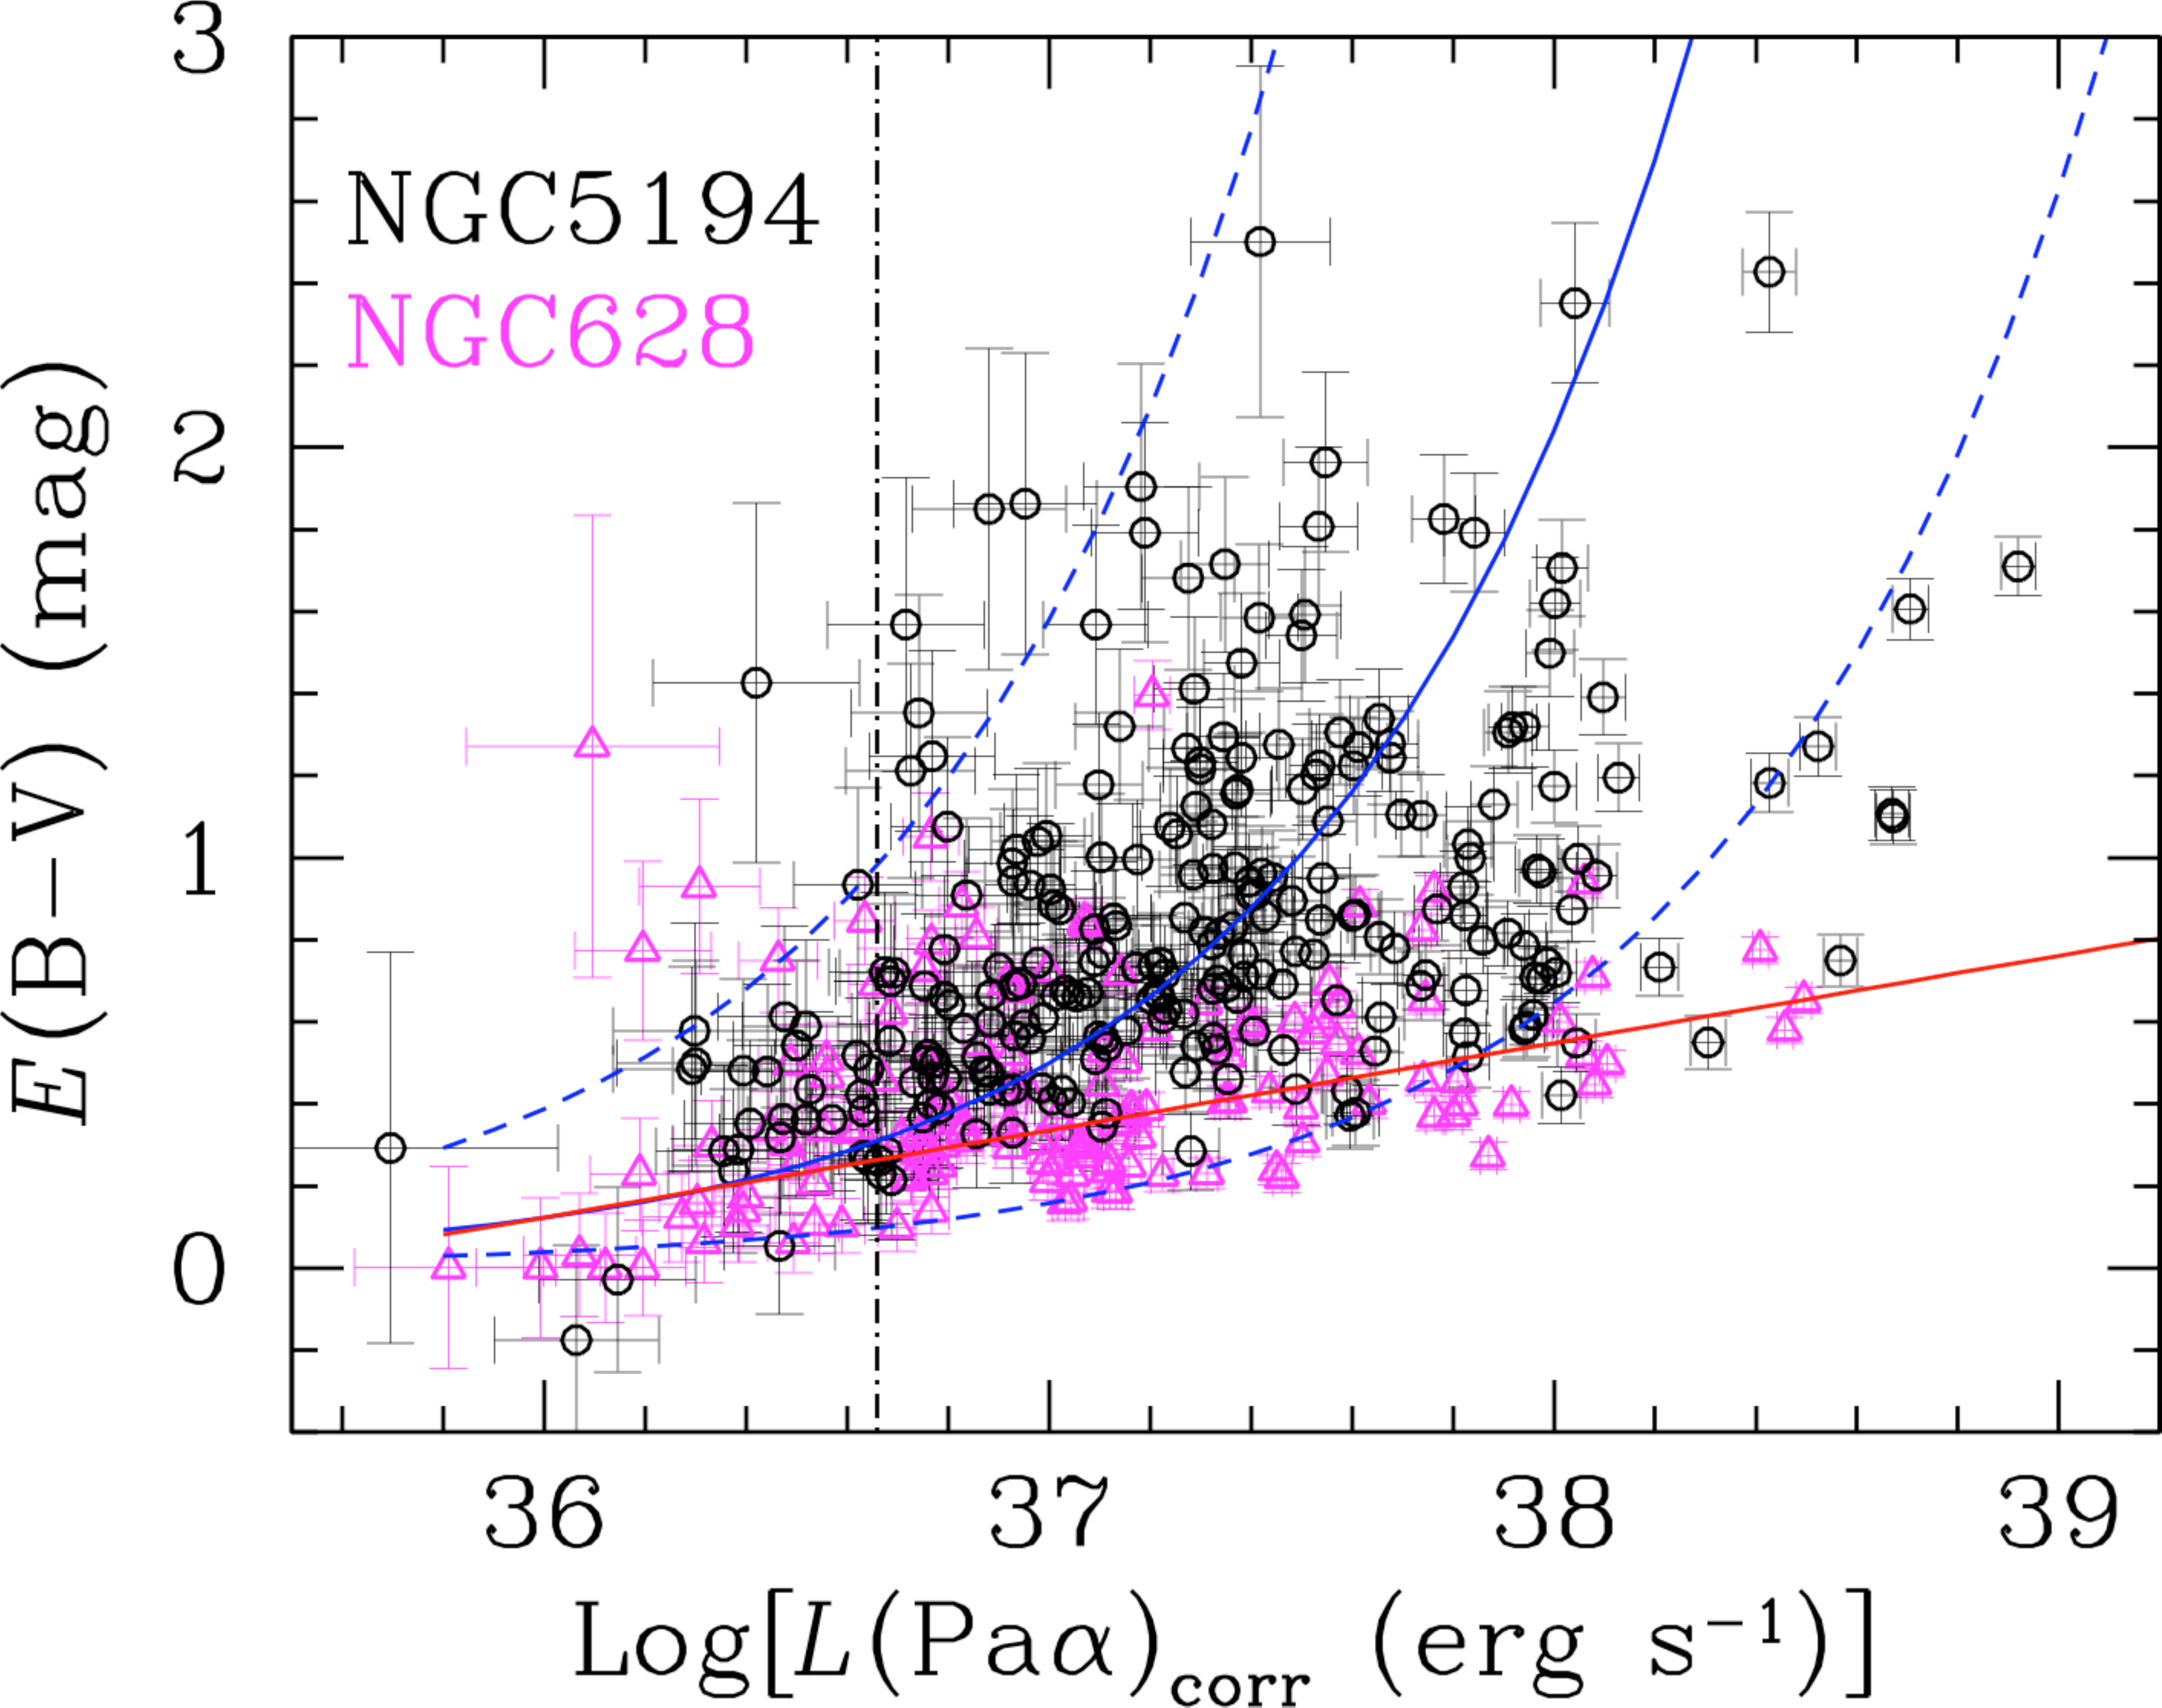 3
NGC5194
NGC628
2
1
0
E(B−V) (mag)
36 37 38 39
Log[L(Paα)corr (erg s−1)]